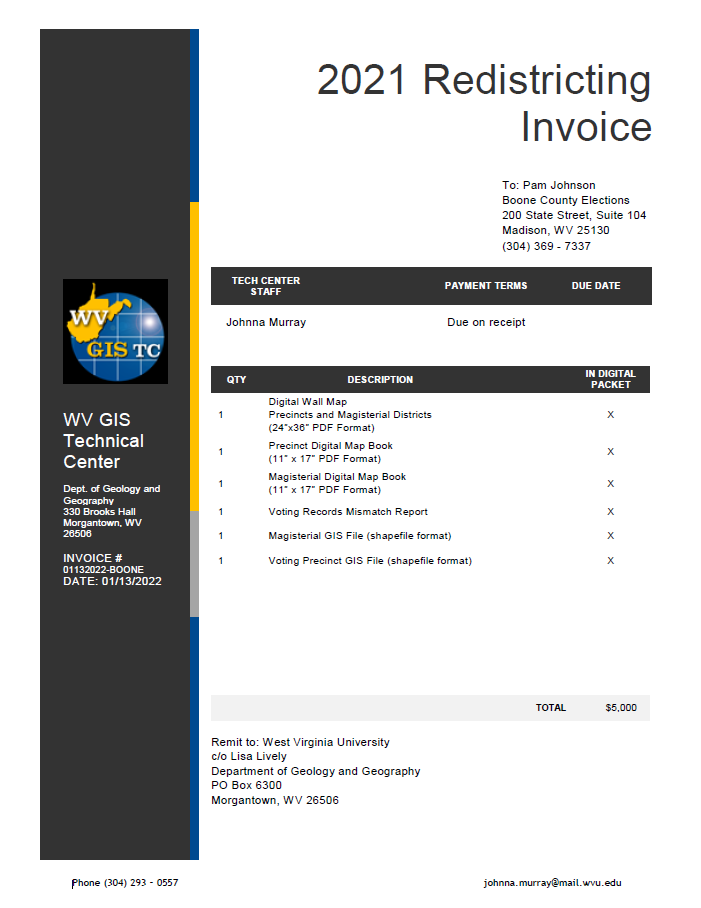 2021 Redistricting
Invoice
To: Pam Johnson
Boone County Elections
200 State Street, Suite 104
Madison, WV 25130
(304) 369 - 7337
WV
GIS TC
WV GIS
Technical
Center
Dept. of Geology and
Geography
330 Brooks Hall
Morgantown, WV
26506
INVOICE #
01132022-BOONE
DATE: 01/13/2022
TECH CENTER
STAFF
PAYMENT TERMS
DUE DATE
Johnna Murray
Due on receipt
QTY
DESCRIPTION
IN DIGITAL
PACKET
Digital Wall Map
1 Precincts and Magisterial Districts X
(24"x36" PDF Format)
1 Precinct Digital Map Book X
(11" x 17" PDF Format)
1 Magisterial Digital Map Book X
(11" x 17" PDF Format)
1 Voting Records Mismatch Report X
1 Magisterial GIS File (shapefile format) X
1 Voting Precinct GIS File (shapefile format) X
TOTAL $5,000
Remit to: West Virginia University
c/o Lisa Lively
Department of Geology and Geography
PO Box 6300
Morgantown, WV 26506
Phone (304) 293 - 0557
johnna.murray@mail.wvu.edu